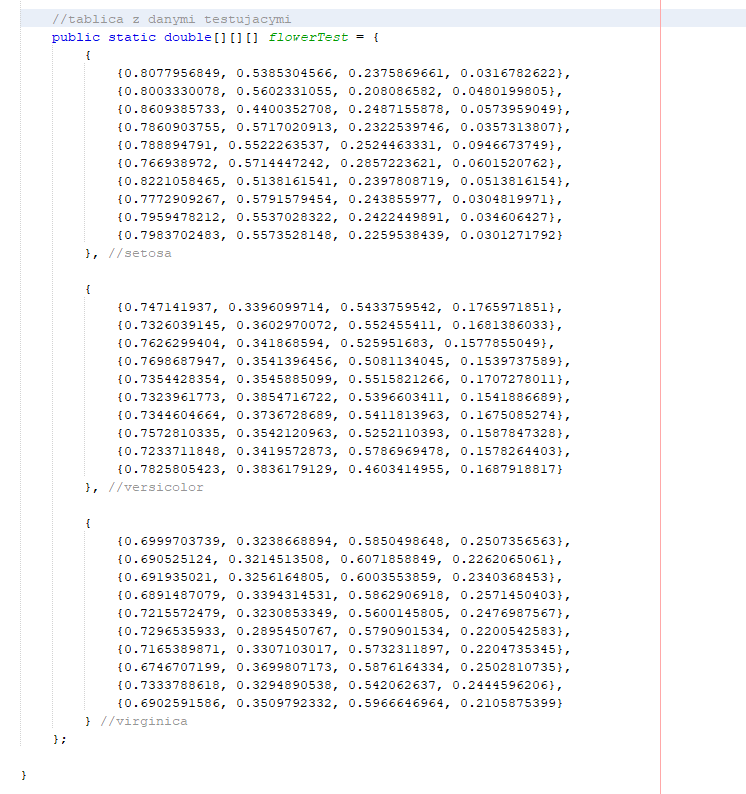 //tablica z danymi testujacymi
public static double[][][] flowerTest = {
{
{0.8077956849, 0.5385304566, 0.2375869661, 0.0316782622},
{0.8003330078, 0.5602331055, 0.208086582, 0.0480199805},
{0.8609385733, 0.4400352708, 0.2487155878, 0.0573959049},
{0.7860903755, 0.5717020913, 0.2322539746, 0.0357313807},
{0.788894791, 0.5522263537, 0.2524463331, 0.0946673749},
{0.766938972, 0.5714447242, 0.2857223621, 0.0601520762},
{0.8221058465, 0.5138161541, 0.2397808719, 0.0513816154},
{0.7772909267, 0.5791579454, 0.243855977, 0.0304819971},
{0.7959478212, 0.5537028322, 0.2422449891, 0.034606427},
{0.7983702483, 0.5573528148, 0.2259538439, 0.0301271792}
}, //setosa
{
{0.747141937, 0.3396099714, 0.5433759542, 0.1765971851},
{0.7326039145, 0.3602970072, 0.552455411, 0.1681386033},
{0.7626299404, 0.341868594, 0.525951683, 0.1577855049},
{0.7698687947, 0.3541396456, 0.5081134045, 0.1539737589},
{0.7354428354, 0.3545885099, 0.5515821266, 0.1707278011},
{0.7323961773, 0.3854716722, 0.5396603411, 0.1541886689},
{0.7344604664, 0.3736728689, 0.5411813963, 0.1675085274},
{0.7572810335, 0.3542120963, 0.5252110393, 0.1587847328},
{0.7233711848, 0.3419572873, 0.5786969478, 0.1578264403},
{0.7825805423, 0.3836179129, 0.4603414955, 0.1687918817}
}, //versicolor
{
{0.6999703739, 0.3238668894, 0.5850498648, 0.2507356563},
{0.690525124, 0.3214513508, 0.6071858849, 0.2262065061},
{0.691935021, 0.3256164805, 0.6003553859, 0.2340368453},
{0.6891487079, 0.3394314531, 0.5862906918, 0.2571450403},
{0.7215572479, 0.3230853349, 0.5600145805, 0.2476987567},
{0.7296535933, 0.2895450767, 0.5790901534, 0.2200542583},
{0.7165389871, 0.3307103017, 0.5732311897, 0.2204735345},
{0.6746707199, 0.3699807173, 0.5876164334, 0.2502810735},
{0.7333788618, 0.3294890538, 0.542062637, 0.2444596206},
{0.6902591586, 0.3509792332, 0.5966646964, 0.2105875399}
} //virginica
};
}